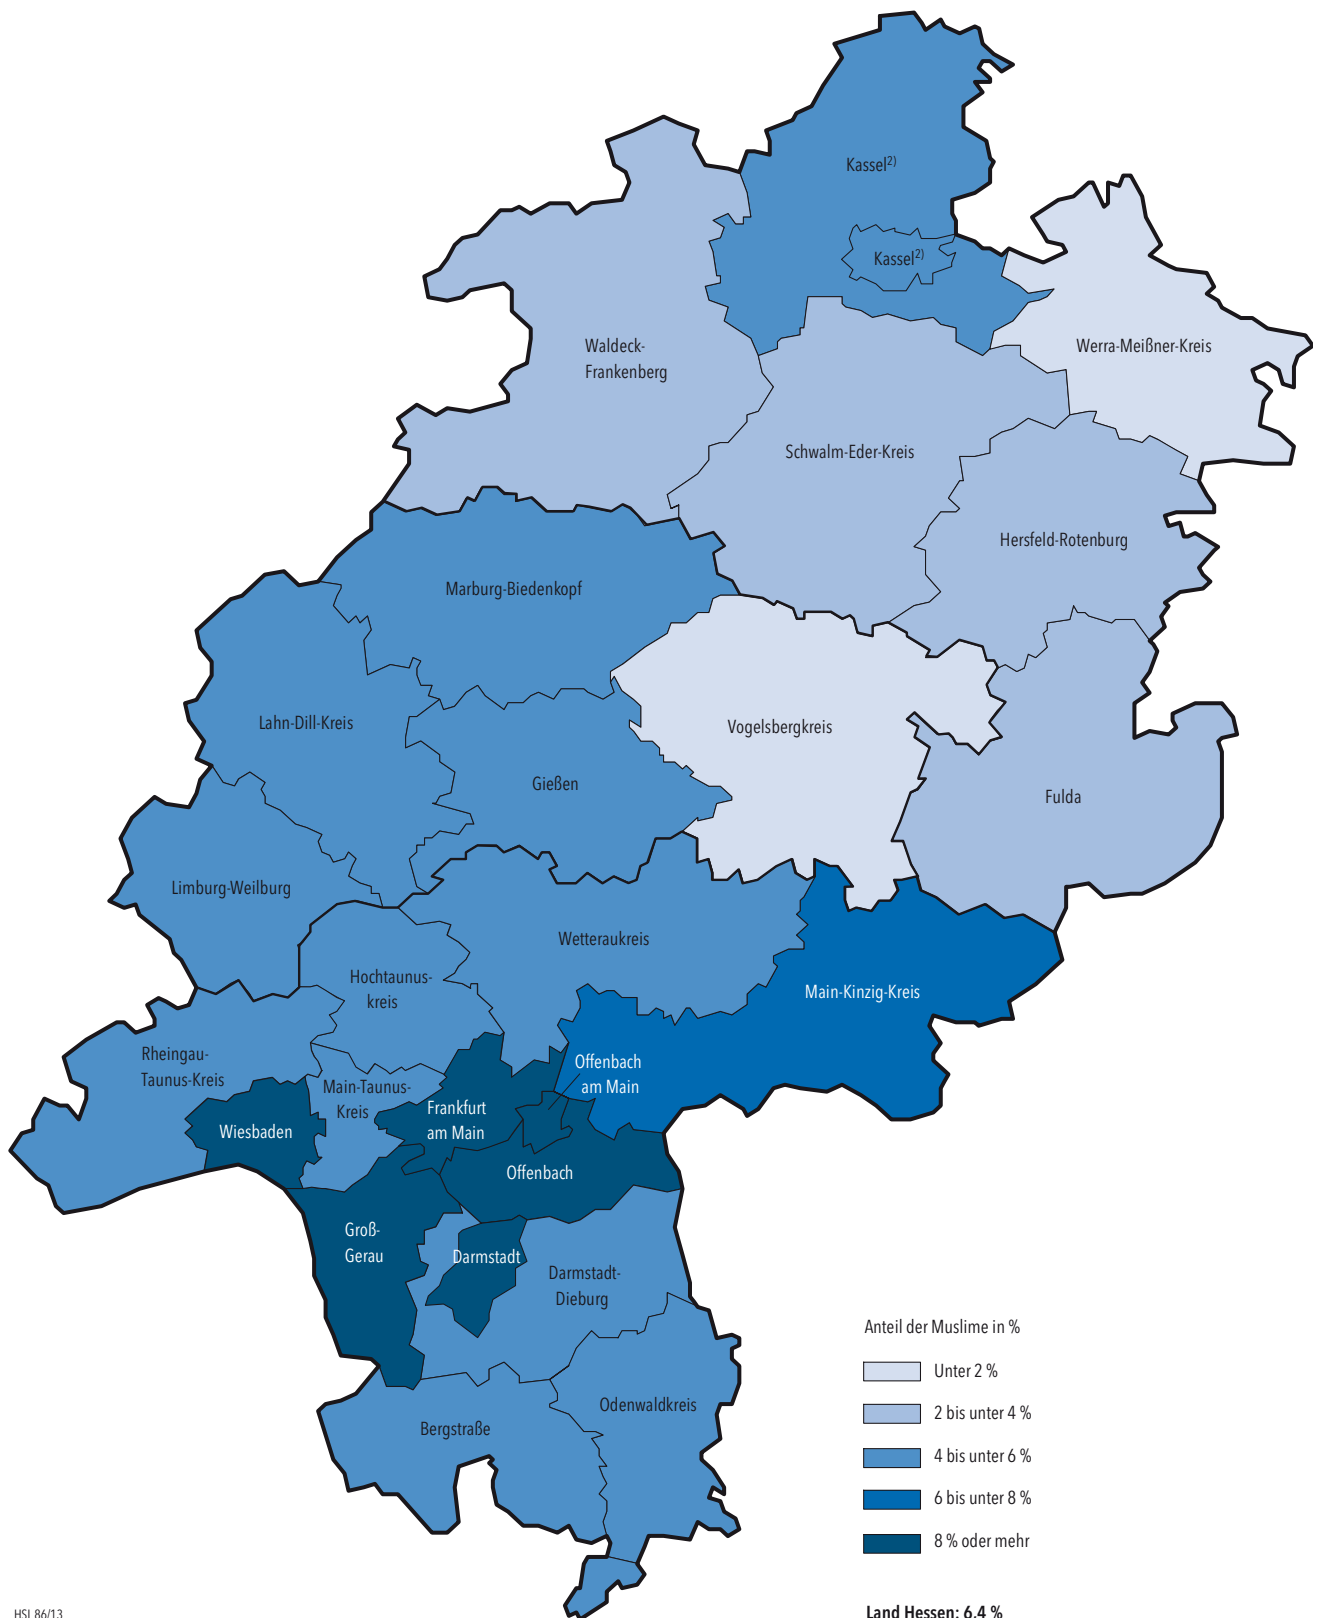 Kassel2)
Kassel2)
Waldeck-
Frankenberg
Werra-Meißner-Kreis
Schwalm-Eder-Kreis
Hersfeld-Rotenburg
Marburg-Biedenkopf
Lahn-Dill-Kreis
Vogelsbergkreis
Gießen
Fulda
Limburg-Weilburg
Wetteraukreis
Hochtaunus-
kreis
Main-Kinzig-Kreis
Rheingau-
Taunus-Kreis
Offenbach
am Main
Main-Taunus-
Kreis
Frankfurt
am Main
Wiesbaden
Offenbach
Groß-
Gerau
Darmstadt
Darmstadt-
Dieburg
Odenwaldkreis
Bergstraße
Anteil der Muslime in %
Unter 2 %
2 bis unter 4 %
4 bis unter 6 %
6 bis unter 8 %
8 % oder mehr
HSL 86/13
Land Hessen: 6,4 %